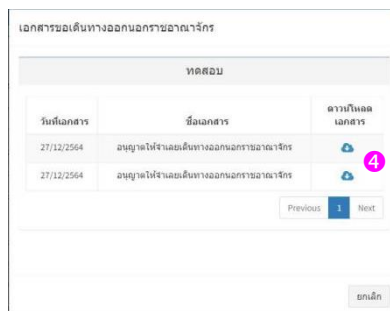 เอกสารขอเดินทางออกนอกราชอาณาจักร
ทดสอบ
วันที่เอกสาร ชื่อเอกสาร ดาวน์โหลดเอกสาร
27/12/2564 อนุญาตให้จำเลยเดินทางออกนอกราชอาณาจักร
4
27/12/2564 อนุญาตให้จำเลยเดินทางออกนอกราชอาณาจักร
Previous 1 Next
ยกเลิก